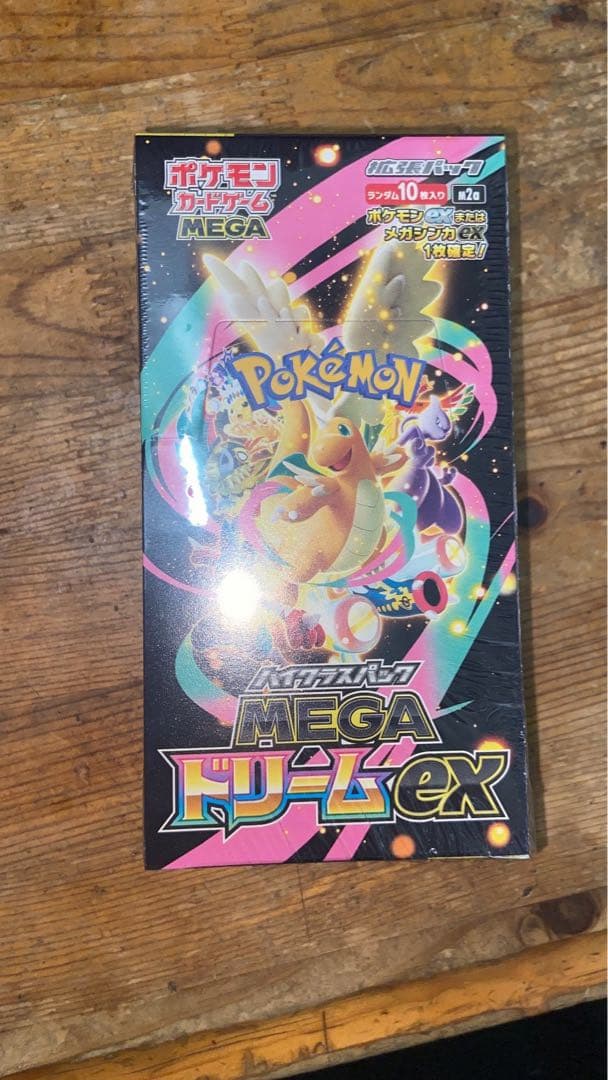 ポケモン
カードゲーム
MEGA
拡張パック
ランダム10枚入り
ポケモンexまたは
メガシンカex
1枚確定!
POKéMON
ハイクラスパック
MEGA
ドリームex